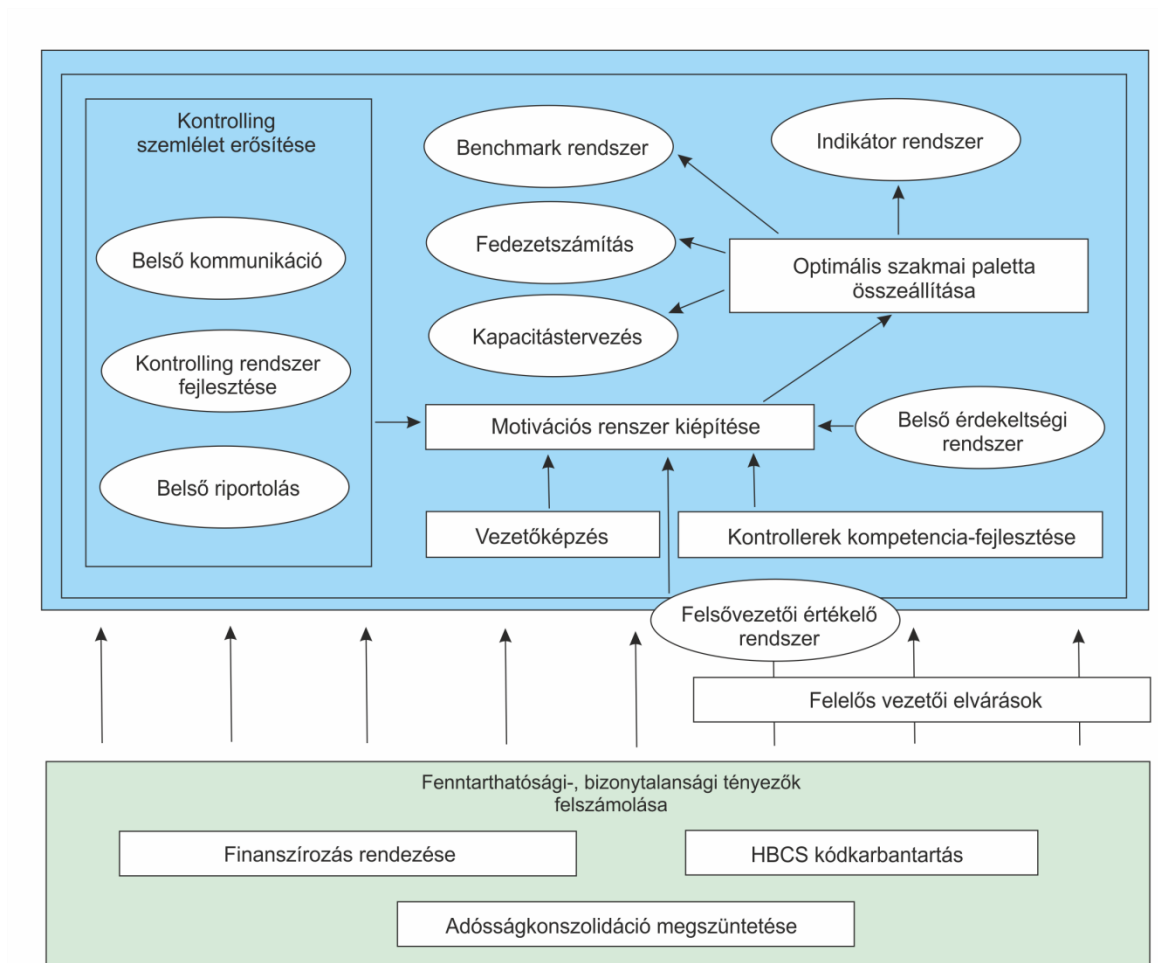 Kontrolling
szemlélet erősítése
Belső kommunikáció
Kontrolling rendszer
fejlesztése
Belső riportolás
Benchmark rendszer
Indikátor rendszer
Fedezetszámítás
Optimális szakmai paletta
összeállítása
Kapacitástervezés
Motivációs renszer kiépítése
Belső érdekeltségi
rendszer
Vezetőképzés
Kontrollerek kompetencia-fejlesztése
Felsővezetői értékelő
rendszer
Felelős vezetői elvárások
Fenntarthatósági-, bizonytalansági tényezők
felszámolása
Finanszírozás rendezése
HBCS kódkarbantartás
Adósságkonszolidáció megszüntetése